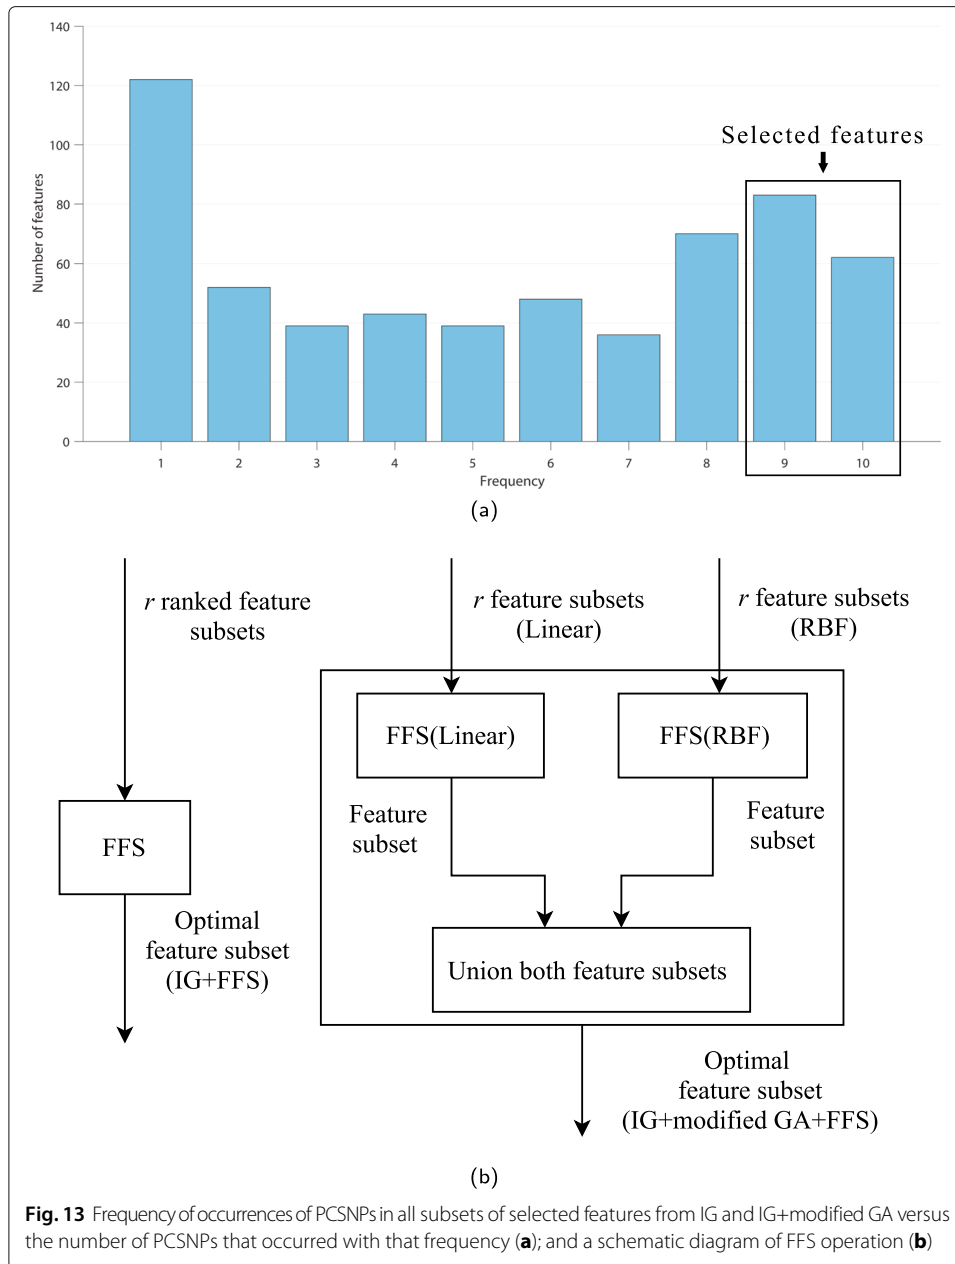 140
120
100
80
60
40
20
0
Number of features
Selected features
1 2 3 4 5 6 7 8 9 10
Frequency
(a)
r ranked feature
subsets
r feature subsets
(Linear)
r feature subsets
(RBF)
FFS(Linear)
FFS(RBF)
Feature
subset
Feature
subset
FFS
Optimal
feature subset
(IG+FFS)
Union both feature subsets
Optimal
feature subset
(IG+modified GA+FFS)
(b)
Fig. 13 Frequency of occurrences of PCSNPs in all subsets of selected features from IG and IG+modified GA versus
the number of PCSNPs that occurred with that frequency (a); and a schematic diagram of FFS operation (b)